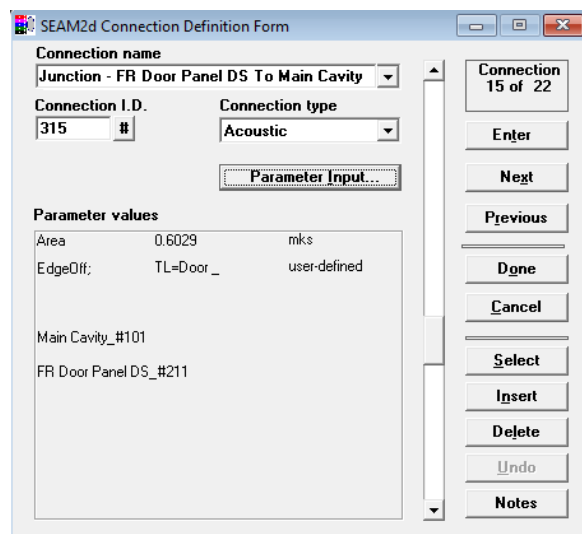 SEAM2d Connection Definition Form
Connection name
Junction - FR Door Panel DS To Main Cavity
Connection
15 of 22
Connection I.D.
Connection type
315
#
Acoustic
Enter
Parameter Input...
Next
Parameter values
Previous
Area 0.6029 mks
EdgeOff; TL=Door _ user-defined
Done
Cancel
Main Cavity_#101
FR Door Panel DS_#211
Select
Insert
Delete
Undo
Notes